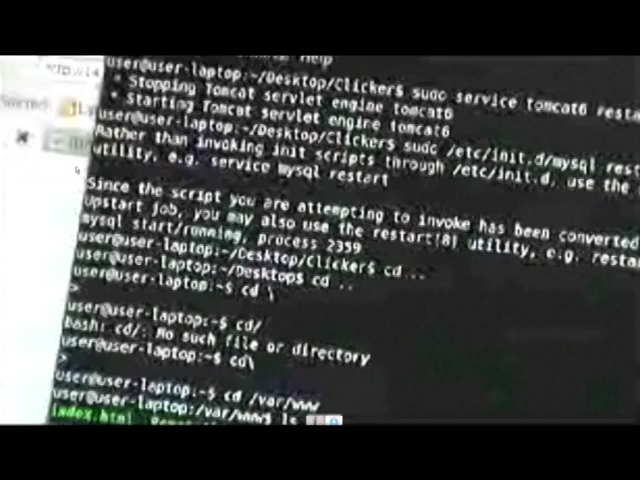 Help
user@user-laptop:~/Desktop/Clicker$ sudo service tomcat6 resta
* Stopping Tomcat servlet engine tomcat6
* Starting Tomcat servlet engine tomcat6
user@user-laptop:~/Desktop/Clicker$ sudo /etc/init.d/mysql rest
Rather than invoking init scripts through /etc/init.d, use the
utility, e.g. service mysql restart
Since the script you are attempting to invoke has been converted
Upstart job, you may also use the restart(8) utility, e.g. resta
mysql start/running, process 2359
user@user-laptop:~/Desktop/Clicker$ cd ..
user@user-laptop:~/Desktop$ cd ..
user@user-laptop:~$ cd \
>
user@user-laptop:~$ cd/
bash: cd/: No such file or directory
user@user-laptop:~$ cd\
>
user@user-laptop:~$ cd /var/www
user@user-laptop:/var/www$ ls
index.html